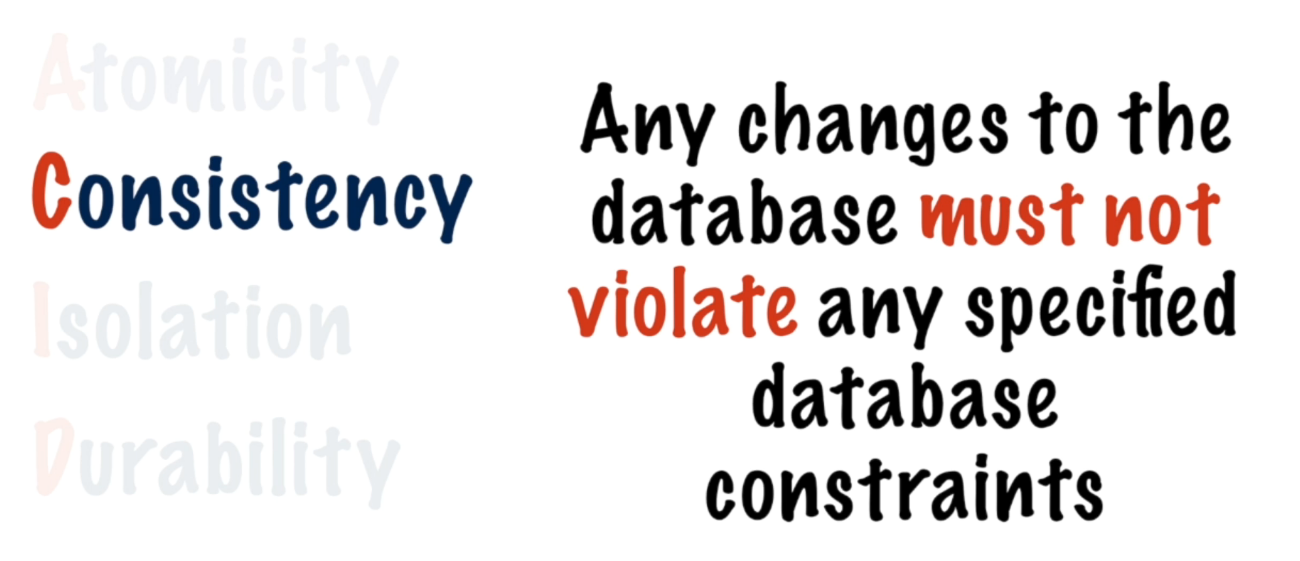 Atomicity
Consistency
Isolation
Durability
Any changes to the
database must not
violate any specified
database
constraints